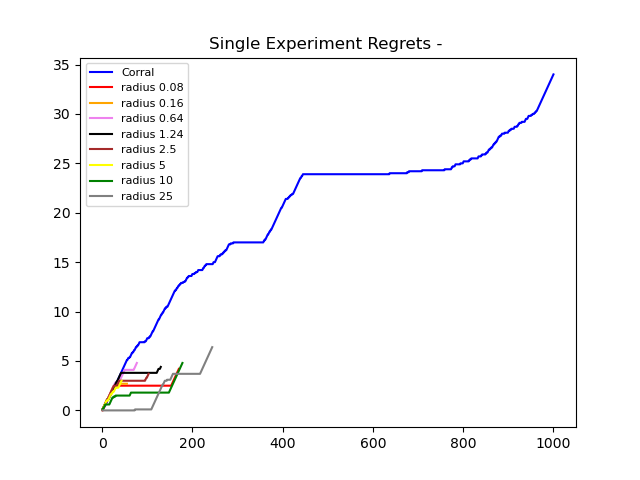 Single Experiment Regrets -
35
30
25
20
15
10
5
0
Corral
radius 0.08
radius 0.16
radius 0.64
radius 1.24
radius 2.5
radius 5
radius 10
radius 25
0 200 400 600 800 1000